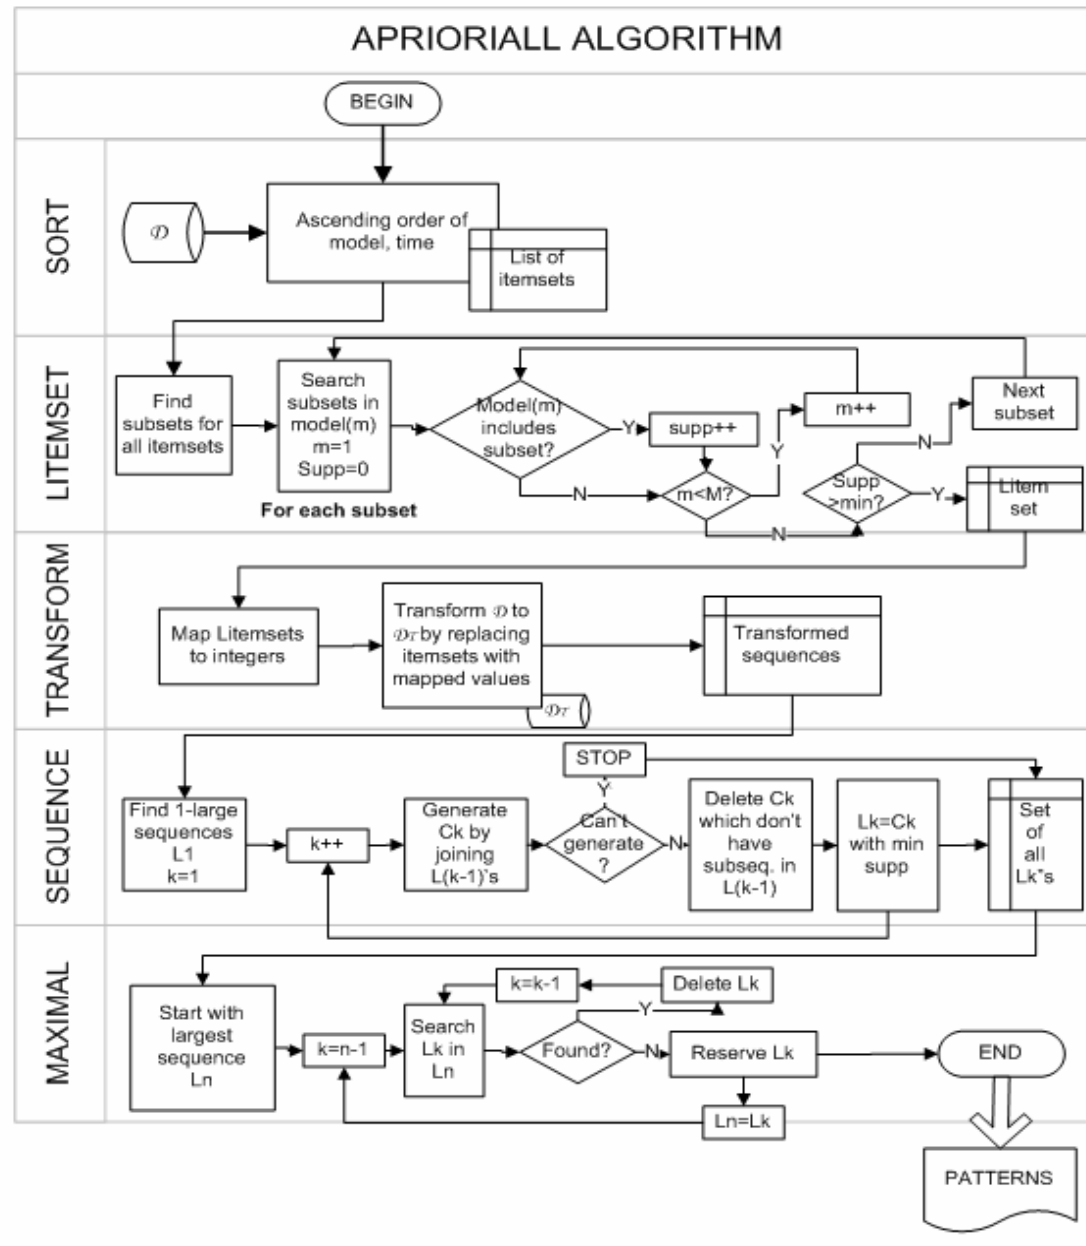 APRIORIALL ALGORITHM
BEGIN
SORT
D
Ascending order of
model, time
List of
itemsets
LITEMSET
Find
subsets for
all itemsets
Search
subsets in
model(m)
m=1
Supp=0
For each subset
Model(m)
includes
subset?
Y
supp++
N
m<M?
Y
m++
N
Supp
>min?
N
Next
subset
Y
Litem
set
TRANSFORM
Map Litemsets
to integers
Transform D to
DT by replacing
itemsets with
mapped values
DT
Transformed
sequences
SEQUENCE
Find 1-large
sequences
L1
k=1
k++
Generate
Ck by
joining
L(k-1)`s
STOP
Y
Can't
generate
?
N
Delete Ck
which don't
have
subseq. in
L(k-1)
Lk=Ck
with min
supp
Set
of
all
Lk"s
MAXIMAL
Start with
largest
sequence
Ln
k=n-1
k=k-1
Search
Lk in
Ln
Found?
Y
Delete Lk
N
Reserve Lk
Ln=Lk
END
PATTERNS